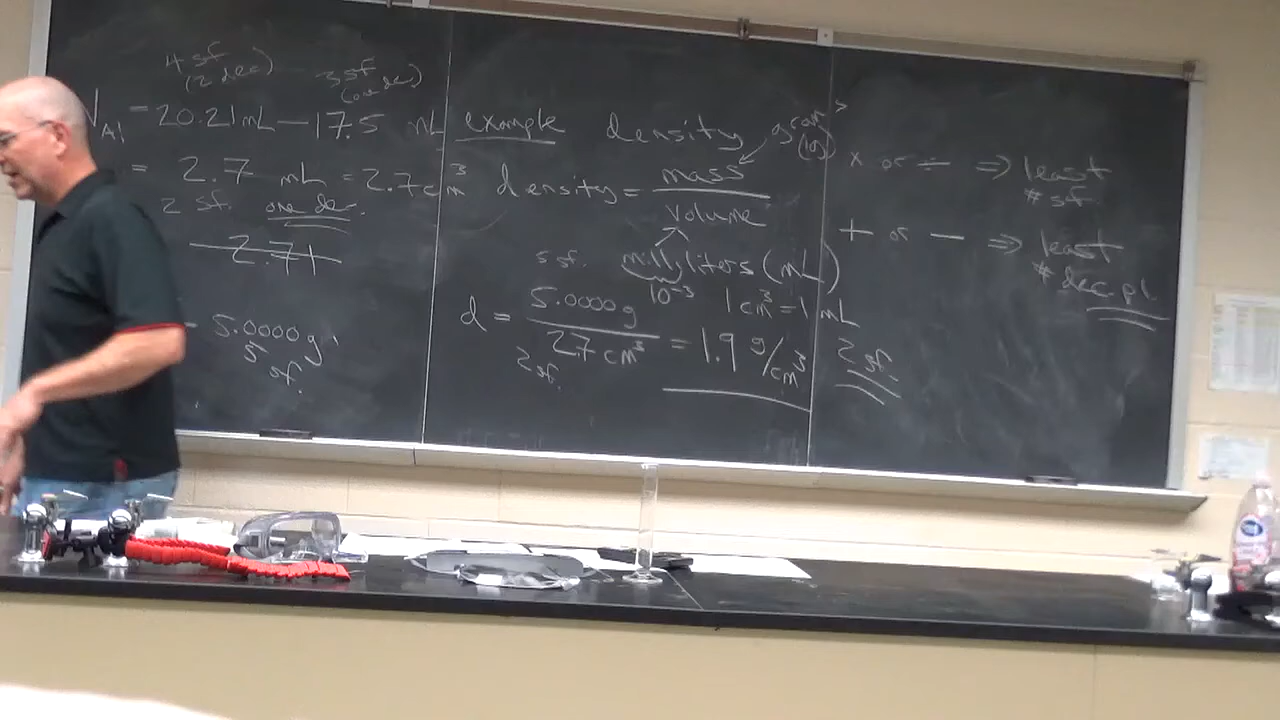 4 sf
(2 dec)
3 sf
(one dec)
V Al = 20.21 mL — 17.5 mL
= 2.7 mL = 2.7 cm³
2 sf. one dec.
2.71
= 5.0000 g
5
sf.
example density
gram
density = mass
volume
milliliters (mL)
10⁻³ 1 cm³ = 1 mL
5 sf.
d = 5.0000 g
2.7 cm³ = 1.9 g/cm³ 2 sf.
2 sf.
x or ÷ ⇒ least
# sf
+ or — ⇒ least
# dec. pl